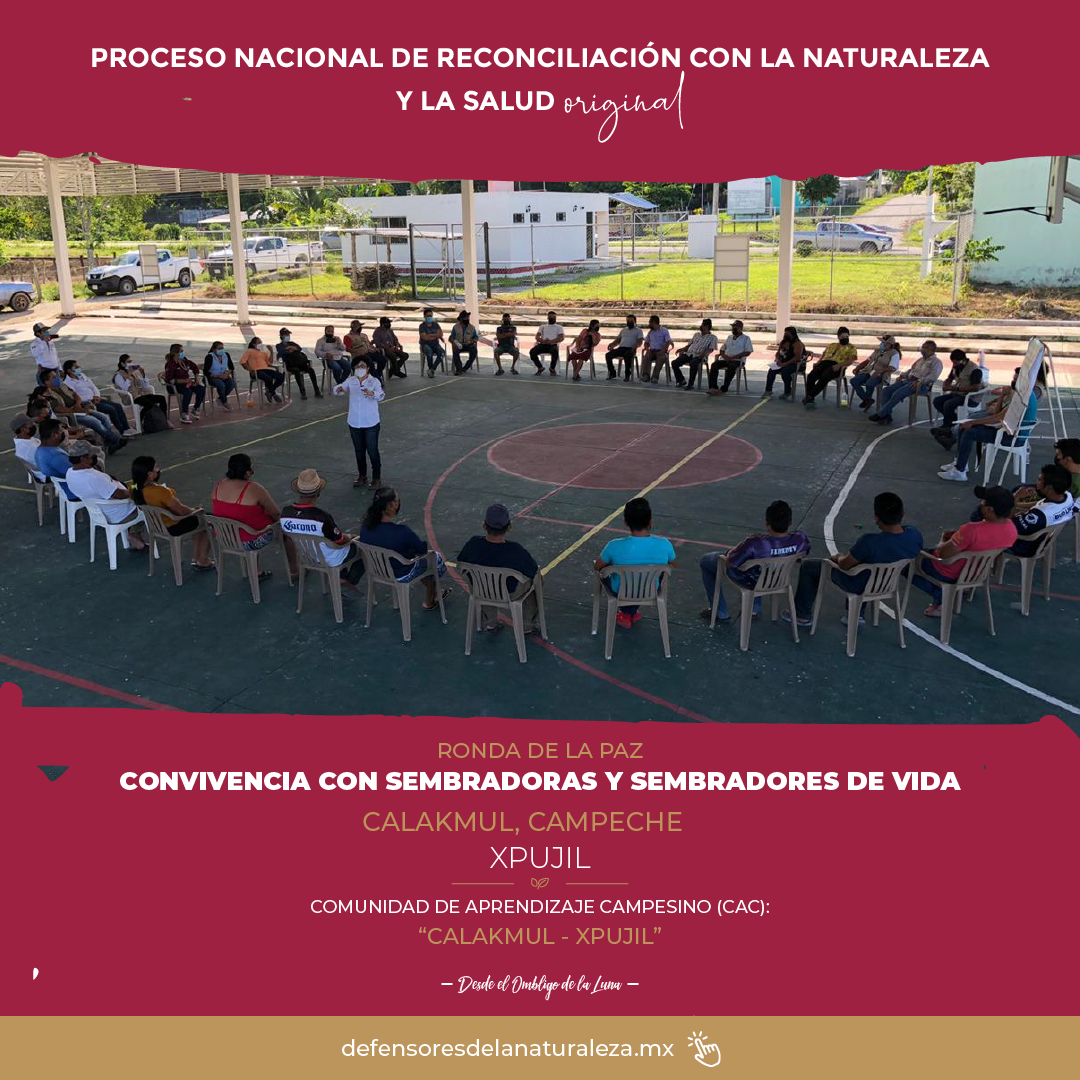 PROCESO NACIONAL DE RECONCILIACIÓN CON LA NATURALEZA
Y LA SALUD original
Corona
RONDA DE LA PAZ
CONVIVENCIA CON SEMBRADORAS Y SEMBRADORES DE VIDA
CALAKMUL, CAMPECHE
XPUJIL
COMUNIDAD DE APRENDIZAJE CAMPESINO (CAC):
“CALAKMUL - XPUJIL”
— Desde el Ombligo de la Luna —
defensoresdelanaturaleza.mx